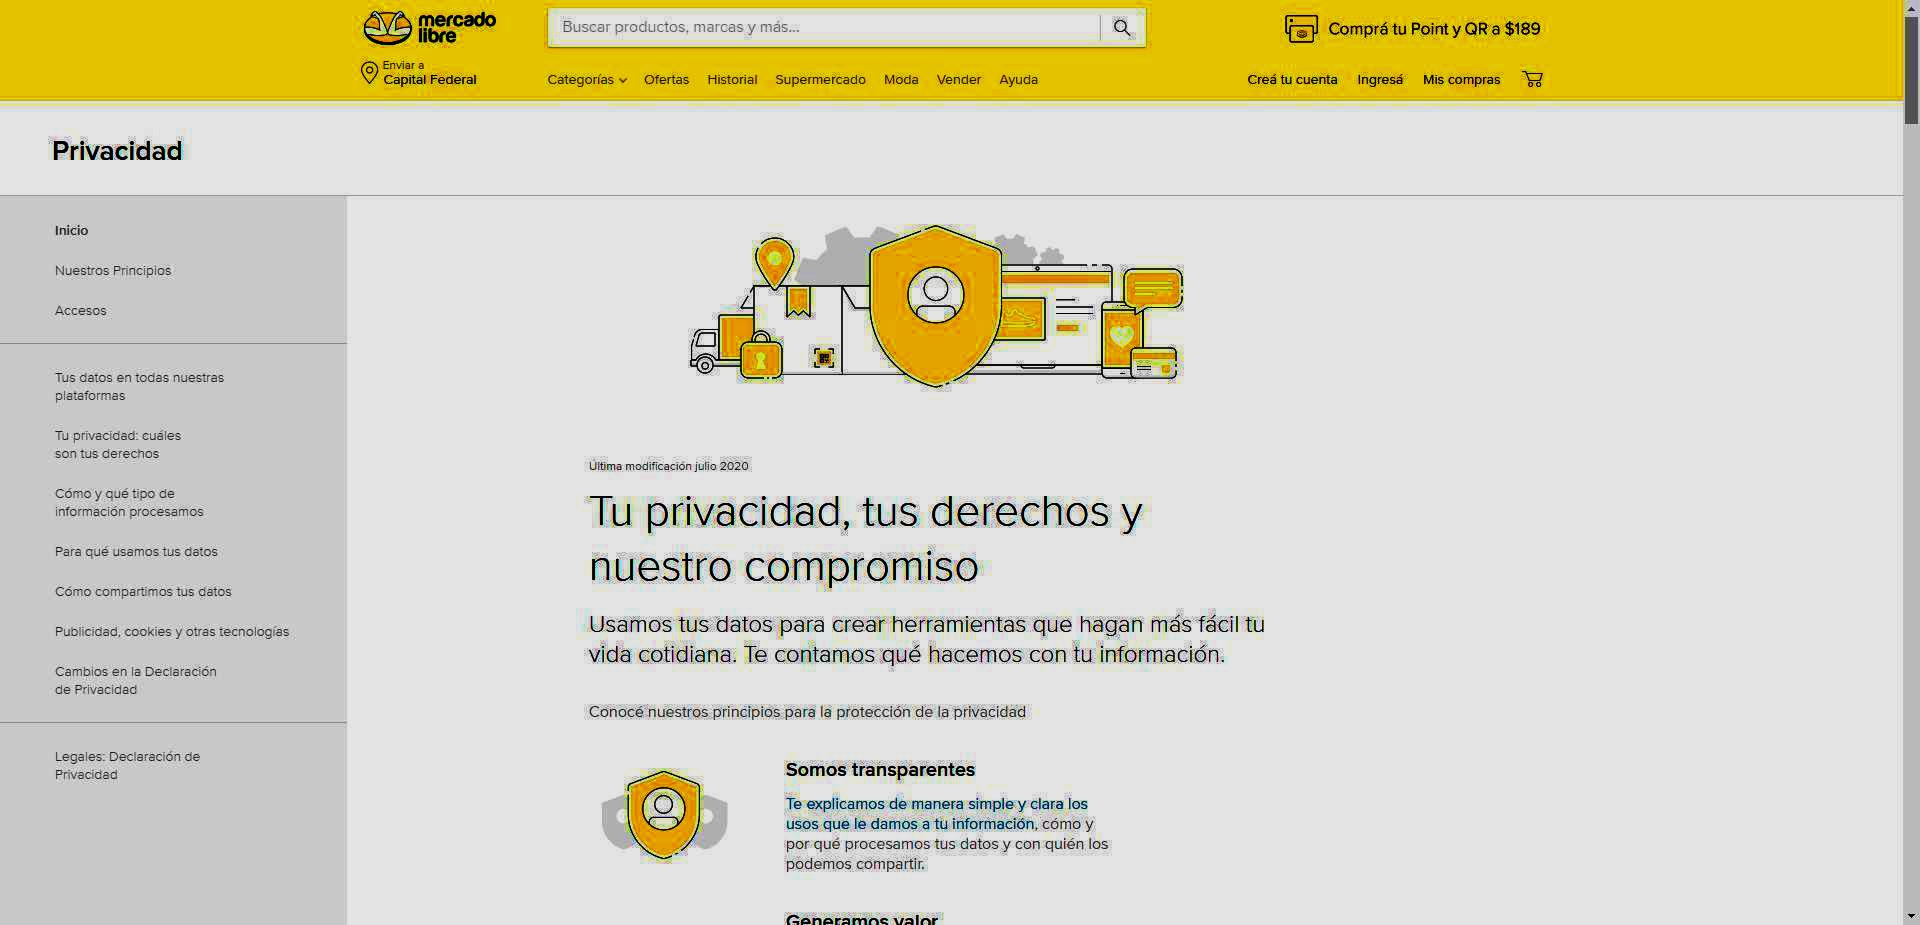 mercado
libre
Buscar productos, marcas y más...
Comprá tu Point y QR a $189
Enviar a
Capital Federal
Categorías
Ofertas
Historial
Supermercado
Moda
Vender
Ayuda
Creá tu cuenta
Ingresá
Mis compras
Privacidad
Inicio
Nuestros Principios
Accesos
Tus datos en todas nuestras
plataformas
Tu privacidad: cuáles
son tus derechos
Cómo y qué tipo de
información procesamos
Para qué usamos tus datos
Cómo compartimos tus datos
Publicidad, cookies y otras tecnologías
Cambios en la Declaración
de Privacidad
Legales: Declaración de
Privacidad
Última modificación julio 2020
Tu privacidad, tus derechos y
nuestro compromiso
Usamos tus datos para crear herramientas que hagan más fácil tu
vida cotidiana. Te contamos qué hacemos con tu información.
Conocé nuestros principios para la protección de la privacidad
Somos transparentes
Te explicamos de manera simple y clara los
usos que le damos a tu información, cómo y
por qué procesamos tus datos y con quién los
podemos compartir.
Generamos valor